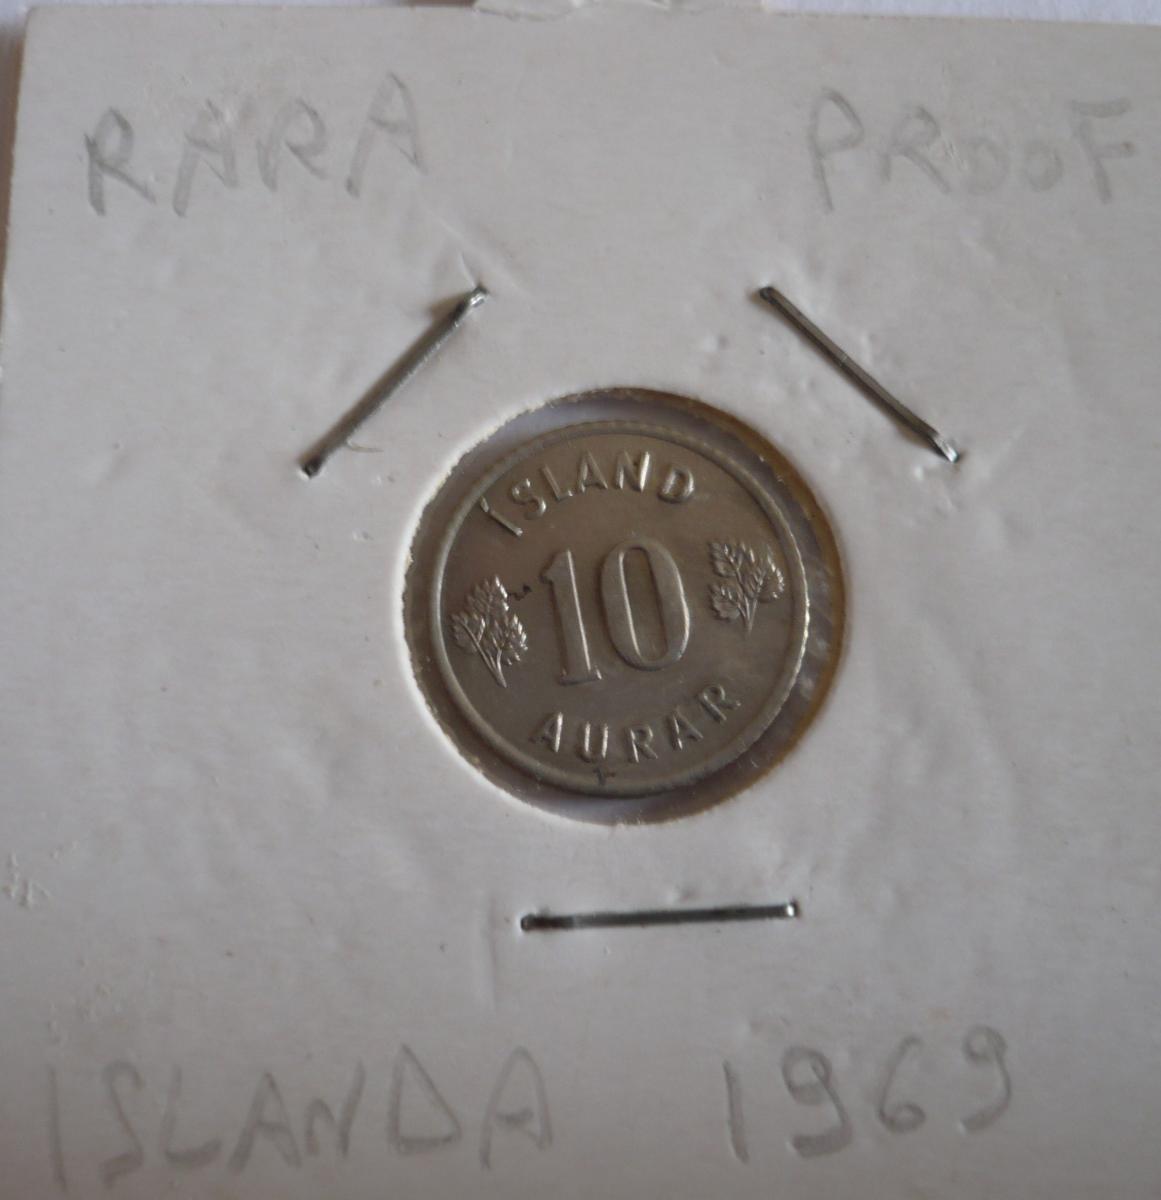 RARA PROOF
ÍSLAND
10
AURAR
ISLANDA 1969